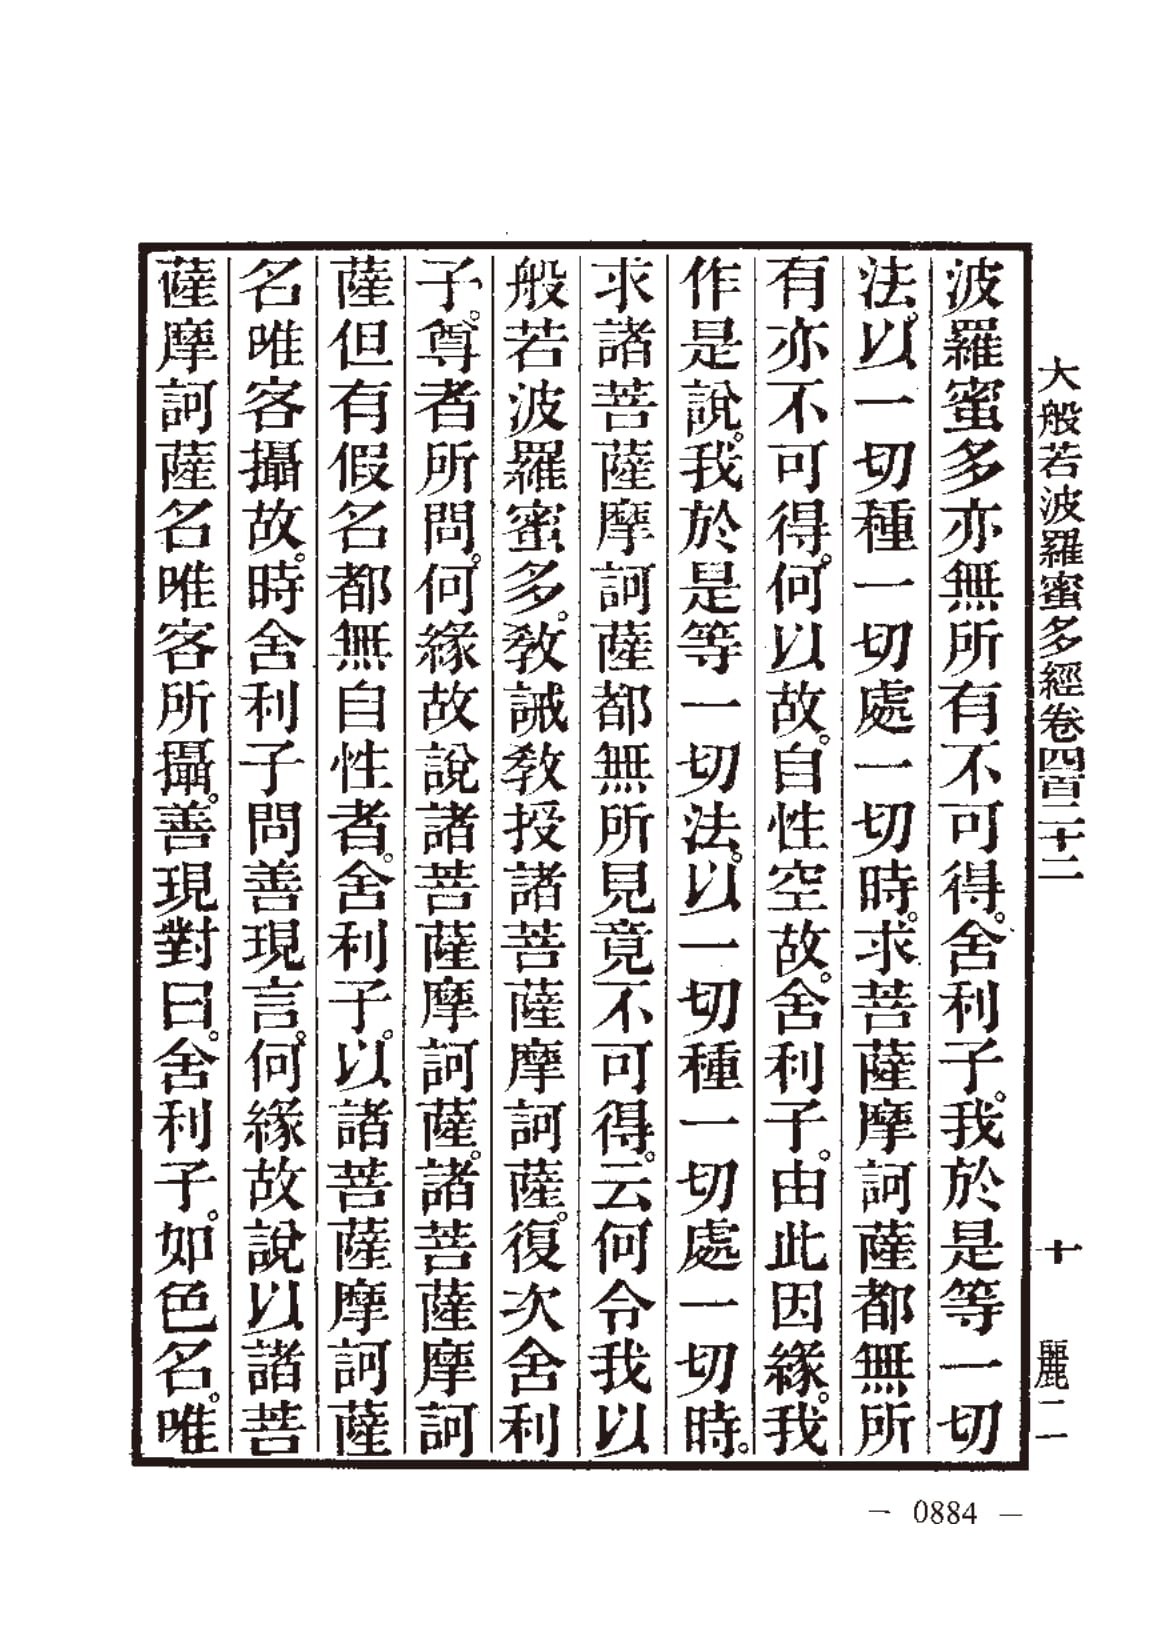 大般若波羅蜜多經卷四百二十二　十　麗二
波羅蜜多亦無所有不可得。舍利子。我於是等一切
法。以一切種一切處一切時。求菩薩摩訶薩都無所
有亦不可得。何以故。自性空故。舍利子。由此因緣。我
作是說。我於是等一切法。以一切種一切處一切時。
求諸菩薩摩訶薩都無所見竟不可得。云何令我以
般若波羅蜜多。教誡教授諸菩薩摩訶薩。復次舍利
子。尊者所問。何緣故說諸菩薩摩訶薩。諸菩薩摩訶
薩但有假名都無自性者。舍利子。以諸菩薩摩訶薩
名唯客攝故。時舍利子問善現言。何緣故說以諸菩
薩摩訶薩名唯客所攝。善現對曰。舍利子。如色名。唯
— 0884 —